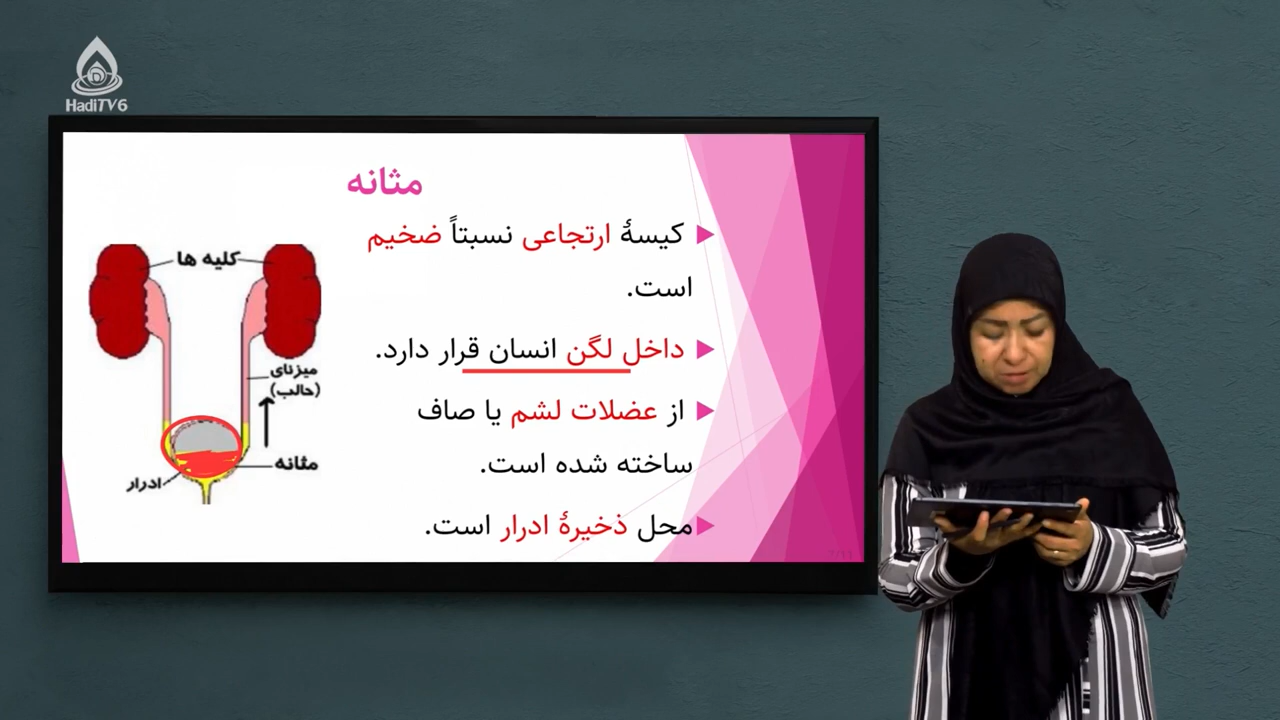 HadiTV6
مثانه
کیسهٔ ارتجاعی نسبتاً ضخیم
است.
داخل لگن انسان قرار دارد.
از عضلات لشم یا صاف
ساخته شده است.
محل ذخیرهٔ ادرار است.
کلیه ها
میزنای
(حالب)
مثانه
ادرار